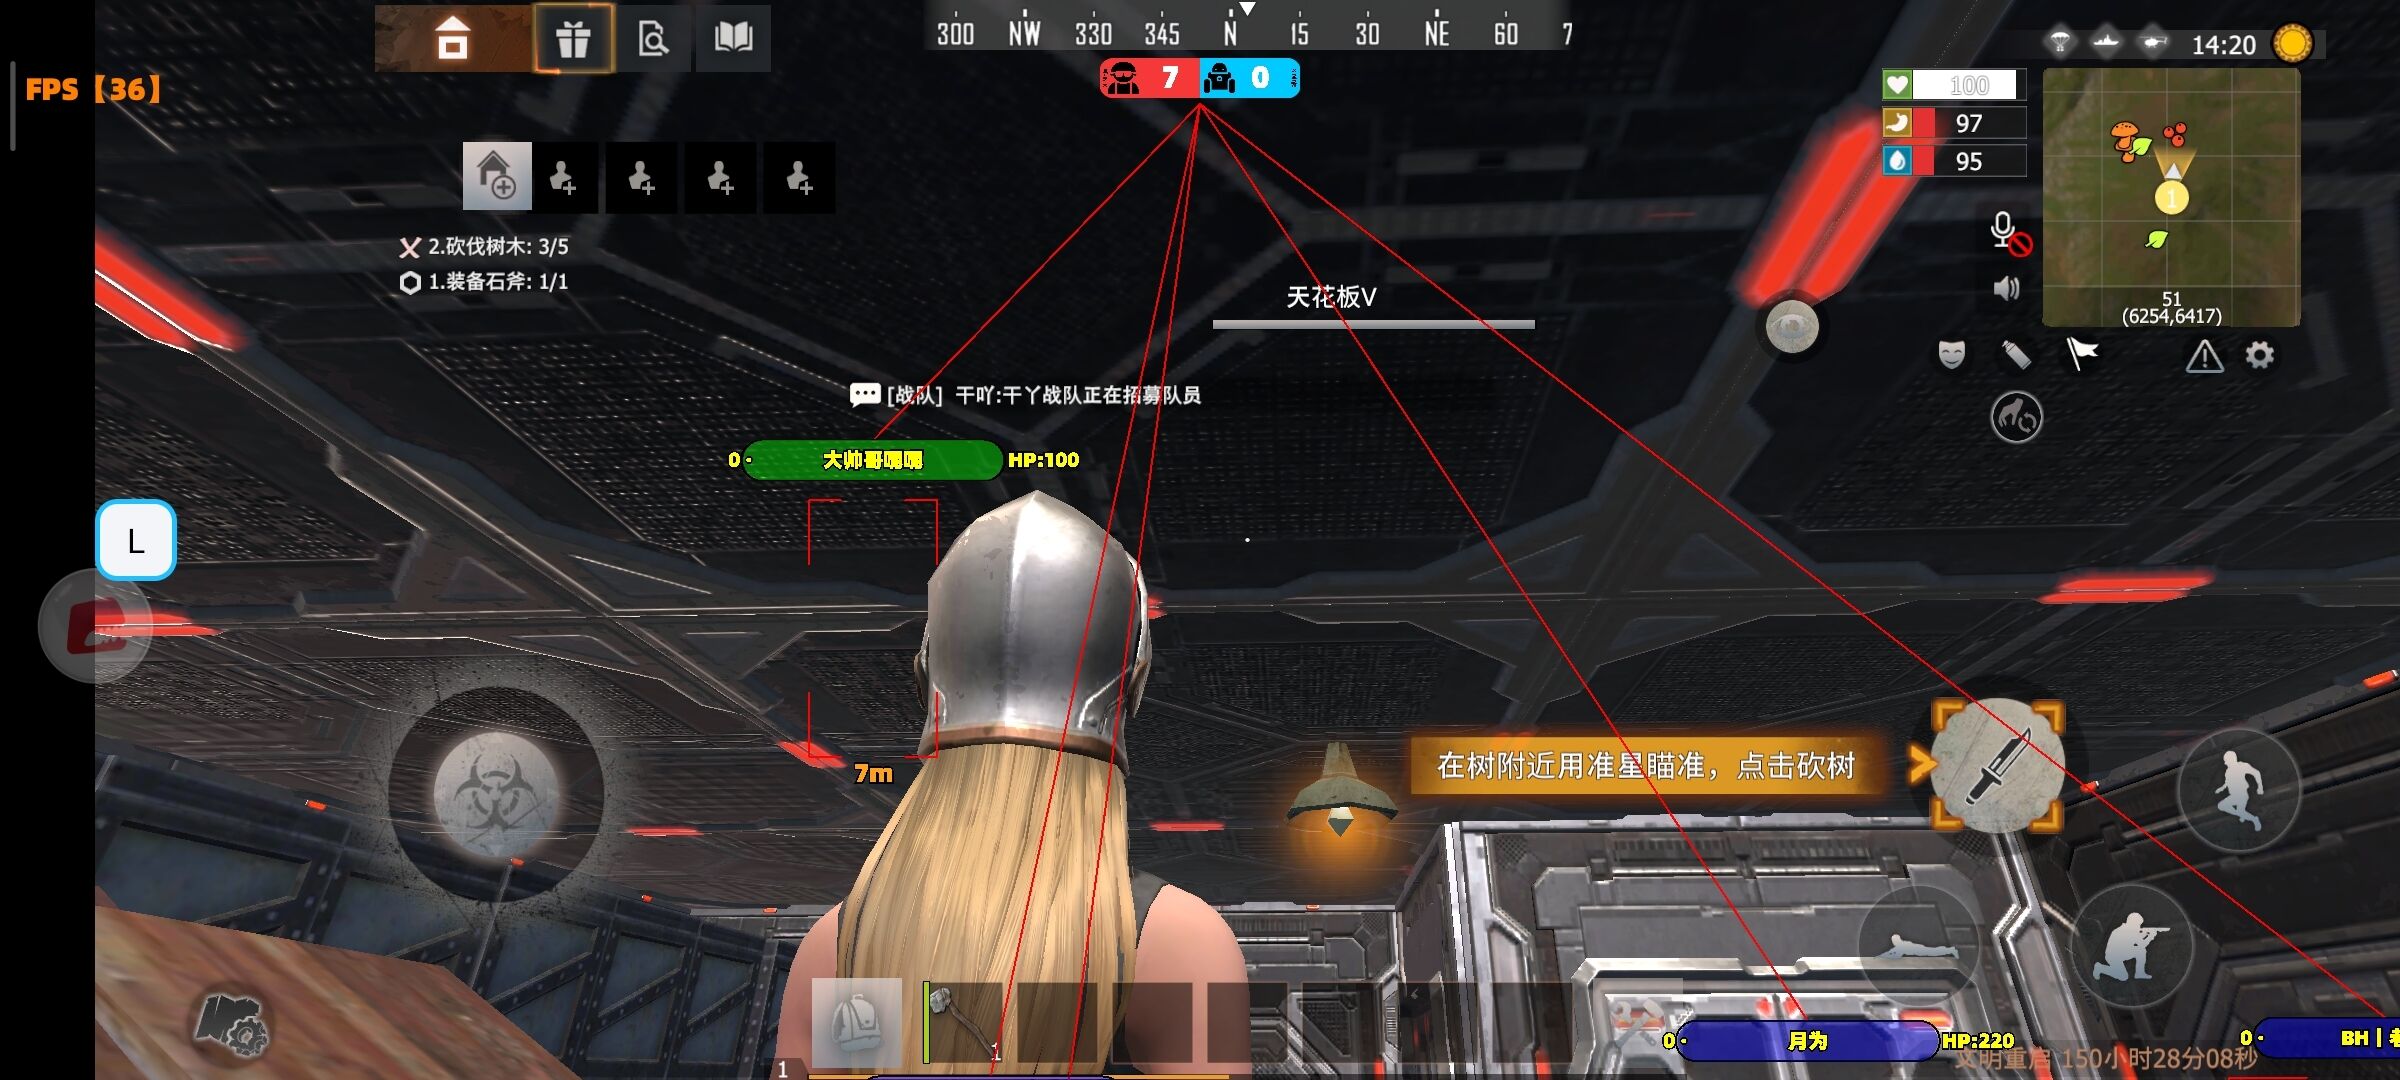 300 NW 330 345 N 15 30 NE 60 7
14:20
FPS【36】
7 0
100
97
95
1
2.砍伐树木: 3/5
1.装备石斧: 1/1
天花板V
51
(6254,6417)
[战队] 干吖:干丫战队正在招募队员
0· 大帅哥嘿嘿 HP:100
L
7m
在树附近用准星瞄准，点击砍树
1
0· 月为 HP:220
0· BH丨
文明重启 150小时28分08秒
1